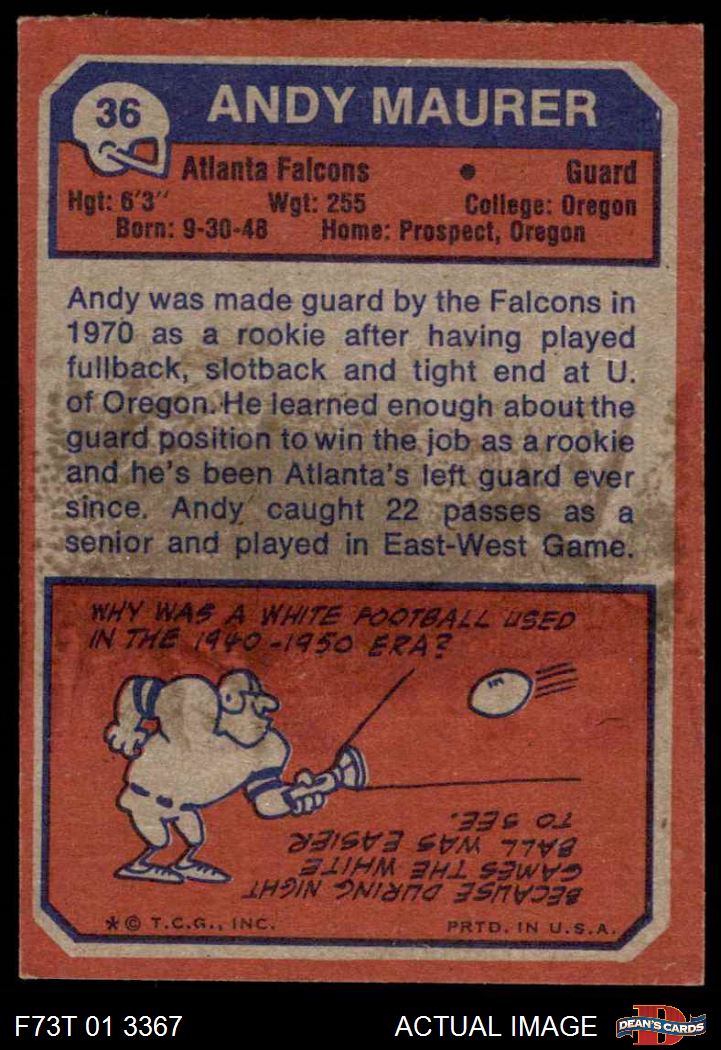 36
ANDY MAURER
Atlanta Falcons • Guard
Hgt: 6'3" Wgt: 255 College: Oregon
Born: 9-30-48 Home: Prospect, Oregon
Andy was made guard by the Falcons in
1970 as a rookie after having played
fullback, slotback and tight end at U.
of Oregon. He learned enough about the
guard position to win the job as a rookie
and he's been Atlanta's left guard ever
since. Andy caught 22 passes as a
senior and played in East-West Game.
WHY WAS A WHITE FOOTBALL USED
IN THE 1940-1950 ERA?
BECAUSE DURING NIGHT
GAMES THE WHITE
BALL WAS EASIER
TO SEE.
*© T.C.G., INC. PRTD. IN U.S.A.
F73T 01 3367 ACTUAL IMAGE
D
DEAN'S CARDS